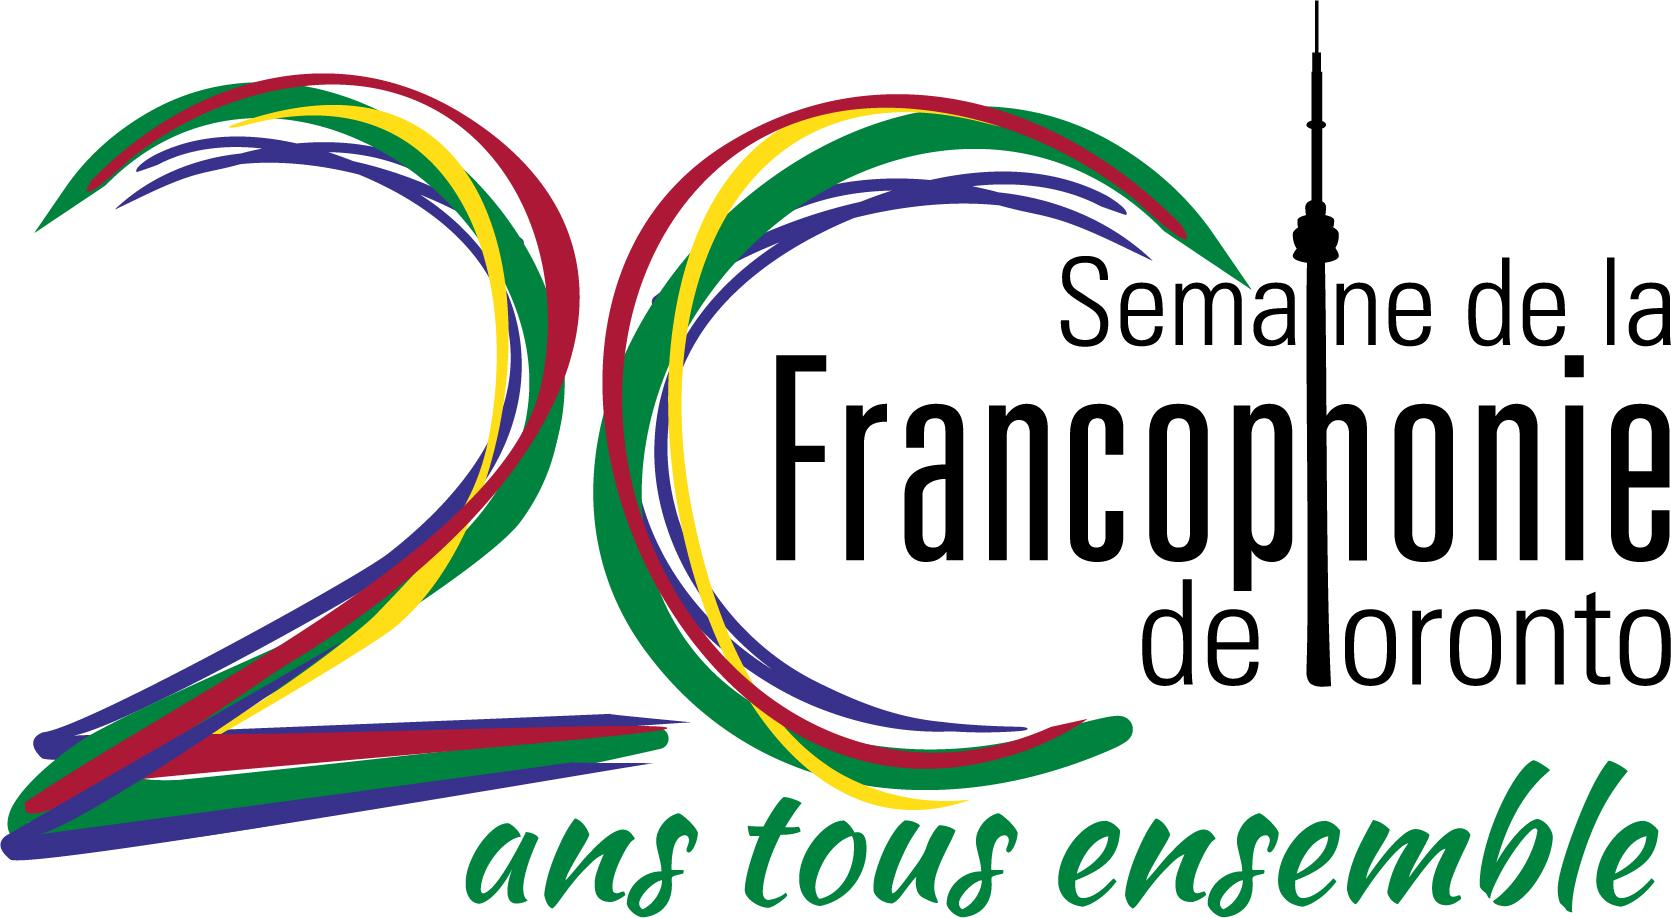 20
Semaine de la
Francophonie
de Toronto
ans tous ensemble